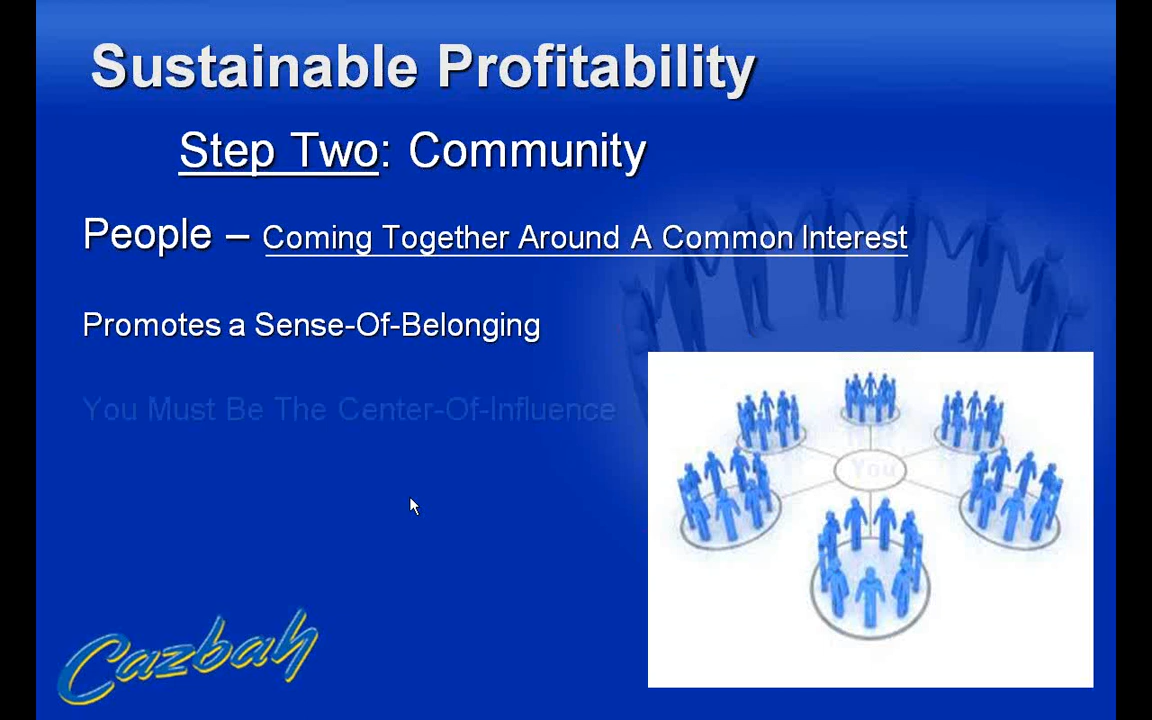 Sustainable Profitability
Step Two: Community
People – Coming Together Around A Common Interest
Promotes a Sense-Of-Belonging
You Must Be The Center-Of-Influence
You
Cazbah